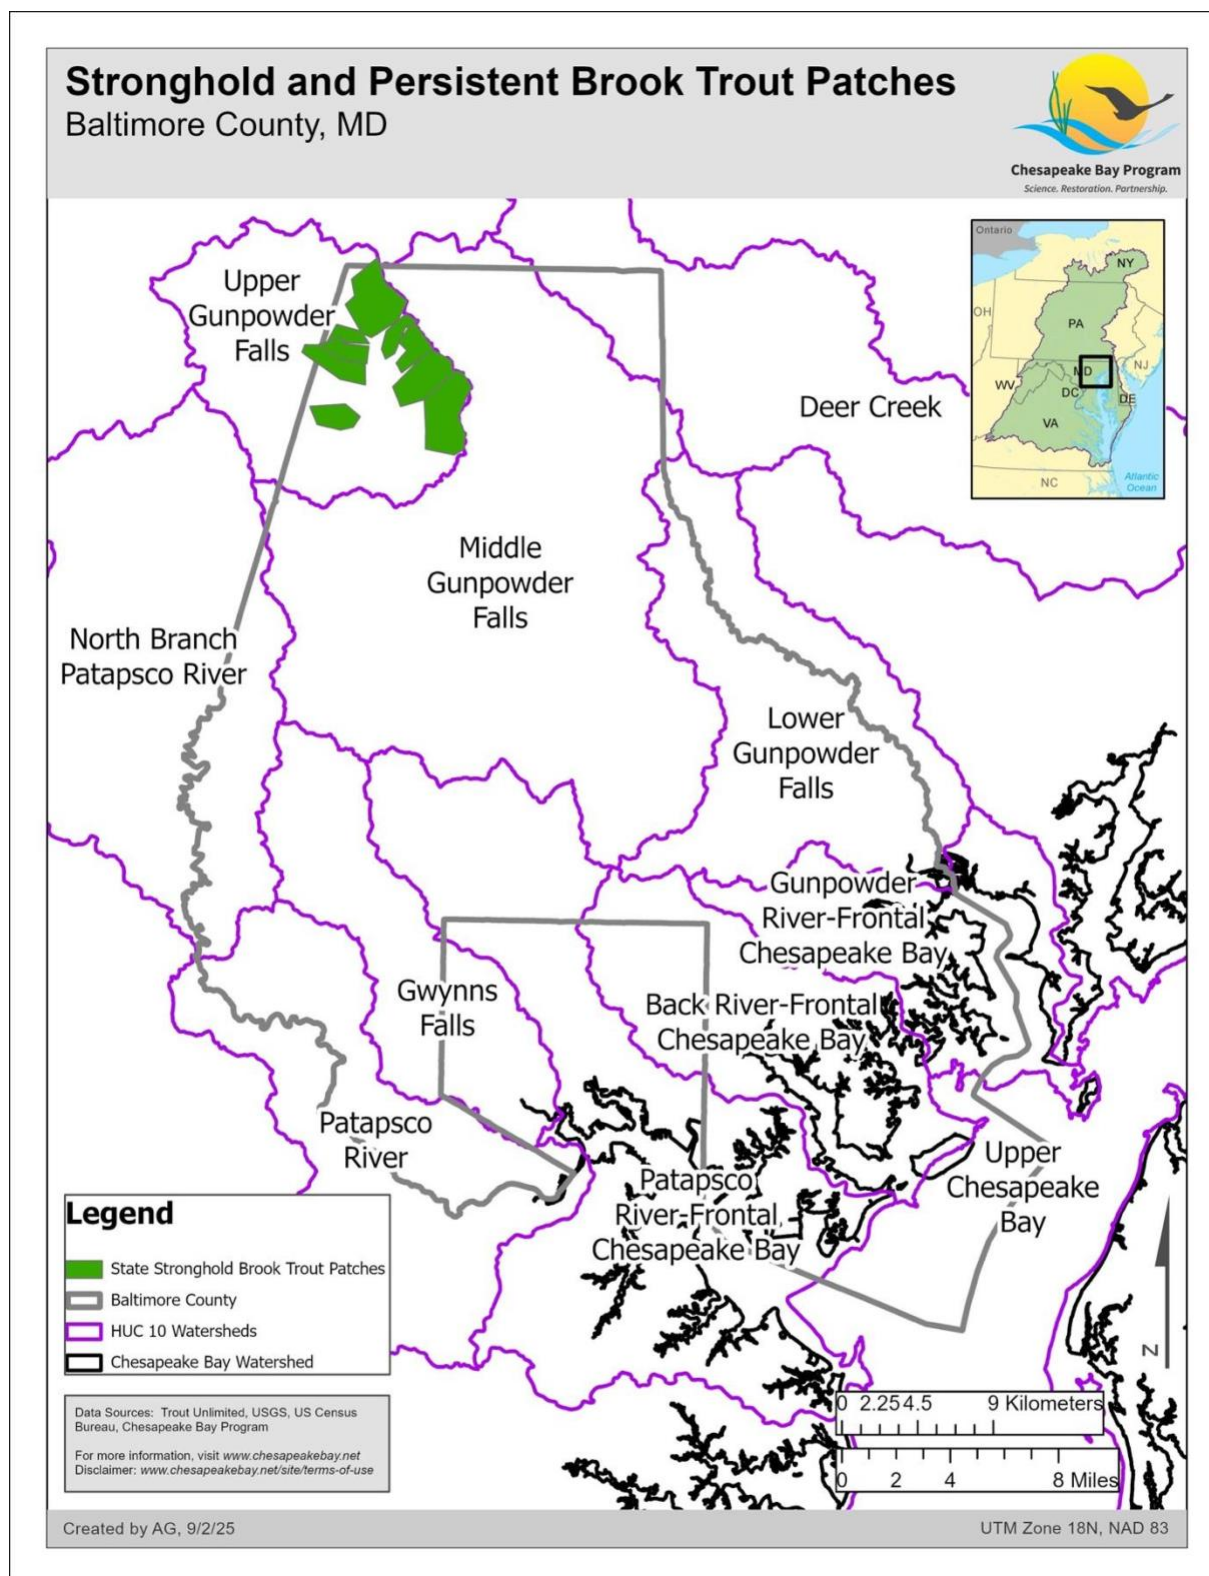 Stronghold and Persistent Brook Trout Patches
Baltimore County, MD
Chesapeake Bay Program
Science. Restoration. Partnership.
Ontario
NY
OH
PA
NJ
WV
MD
DC
DE
VA
NC
Atlantic
Ocean
Upper
Gunpowder
Falls
Deer Creek
Middle
Gunpowder
Falls
North Branch
Patapsco River
Lower
Gunpowder
Falls
Gunpowder
River-Frontal
Chesapeake Bay
Gwynns
Falls
Back River-Frontal
Chesapeake Bay
Patapsco
River
Upper
Chesapeake
Bay
Patapsco
River-Frontal
Chesapeake Bay
Legend
State Stronghold Brook Trout Patches
Baltimore County
HUC 10 Watersheds
Chesapeake Bay Watershed
N
Data Sources: Trout Unlimited, USGS, US Census
Bureau, Chesapeake Bay Program
For more information, visit www.chesapeakebay.net
Disclaimer: www.chesapeakebay.net/site/terms-of-use
0 2.25 4.5 9 Kilometers
0 2 4 8 Miles
Created by AG, 9/2/25
UTM Zone 18N, NAD 83